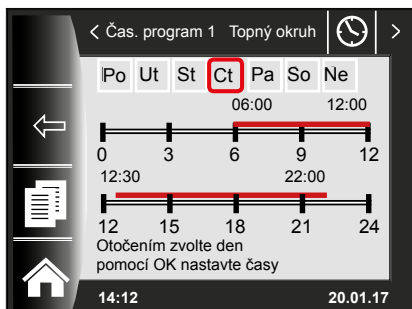 Čas. program 1 Topný okruh
Po Ut St Ct Pa So Ne
06:00 12:00
0 3 6 9 12
12:30 22:00
12 15 18 21 24
Otočením zvolte den
pomocí OK nastavte časy
14:12 20.01.17